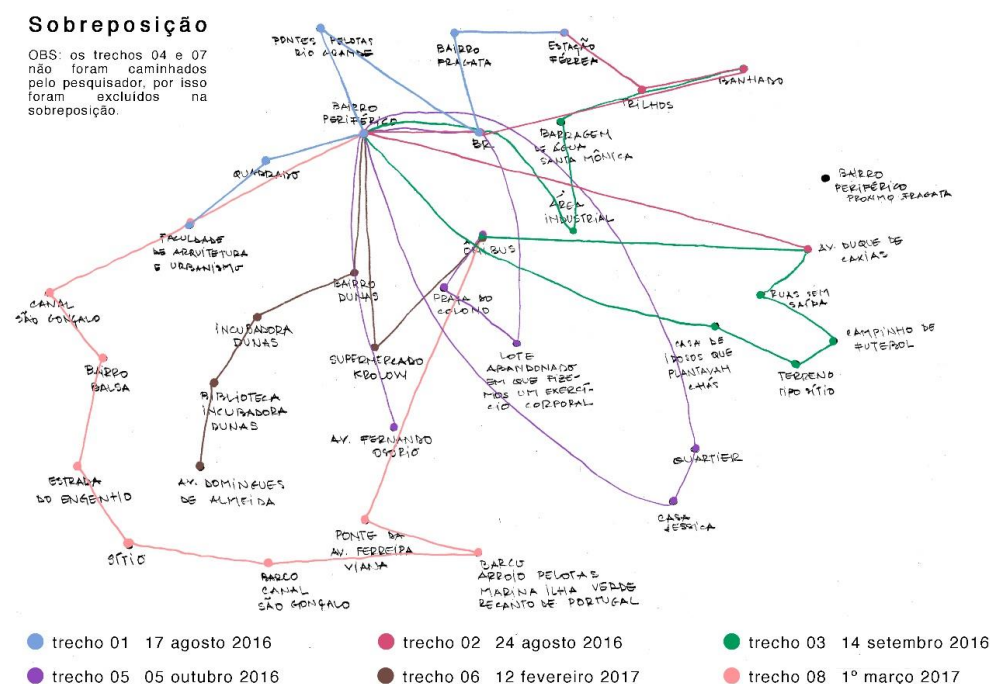 Sobreposição
OBS: os trechos 04 e 07
não foram caminhados
pelo pesquisador, por isso
foram excluídos na
sobreposição.
PONTES PELOTAS
RIO GRANDE
BAIRRO
FRAGATA
ESTAÇÃO
FÉRREA
BANHADO
TRILHOS
BAIRRO
PERIFÉRICO
BR
BARRAGEM
DE ÁGUA
SANTA MÔNICA
QUADRADO
BAIRRO
PERIFÉRICO
PROXIMO FRAGATA
ÁREA
INDUSTRIAL
FACULDADE
DE ARQUITETURA
E URBANISMO
ÔNIBUS
AV. DUQUE DE
CAXIAS
BAIRRO
DUNAS
PRAÇA DO
COLONO
RUAS SEM
SAÍDA
CANAL
SÃO GONÇALO
INCUBADORA
DUNAS
CASA DE
IDOSOS QUE
PLANTAVAM
CHÁS
CAMPINHO DE
FUTEBOL
BAIRRO
BALSA
SUPERMERCADO
KROLOW
LOTE
ABANDONADO
EM QUE FIZE-
MOS UM EXERCÍ-
CIO CORPORAL
TERRENO
TIPO SÍTIO
BIBLIOTECA
INCUBADORA
DUNAS
AV. FERNANDO
OSÓRIO
QUARTIER
ESTRADA
DO ENGENHO
AV. DOMINGUES
DE ALMEIDA
CASA
JESSICA
SÍTIO
PONTE DA
AV. FERREIRA
VIANA
BARCO
CANAL
SÃO GONÇALO
BARCO
ARROIO PELOTAS
MARINA ILHA VERDE
RECANTO DE PORTUGAL
trecho 01 17 agosto 2016
trecho 02 24 agosto 2016
trecho 03 14 setembro 2016
trecho 05 05 outubro 2016
trecho 06 12 fevereiro 2017
trecho 08 1º março 2017